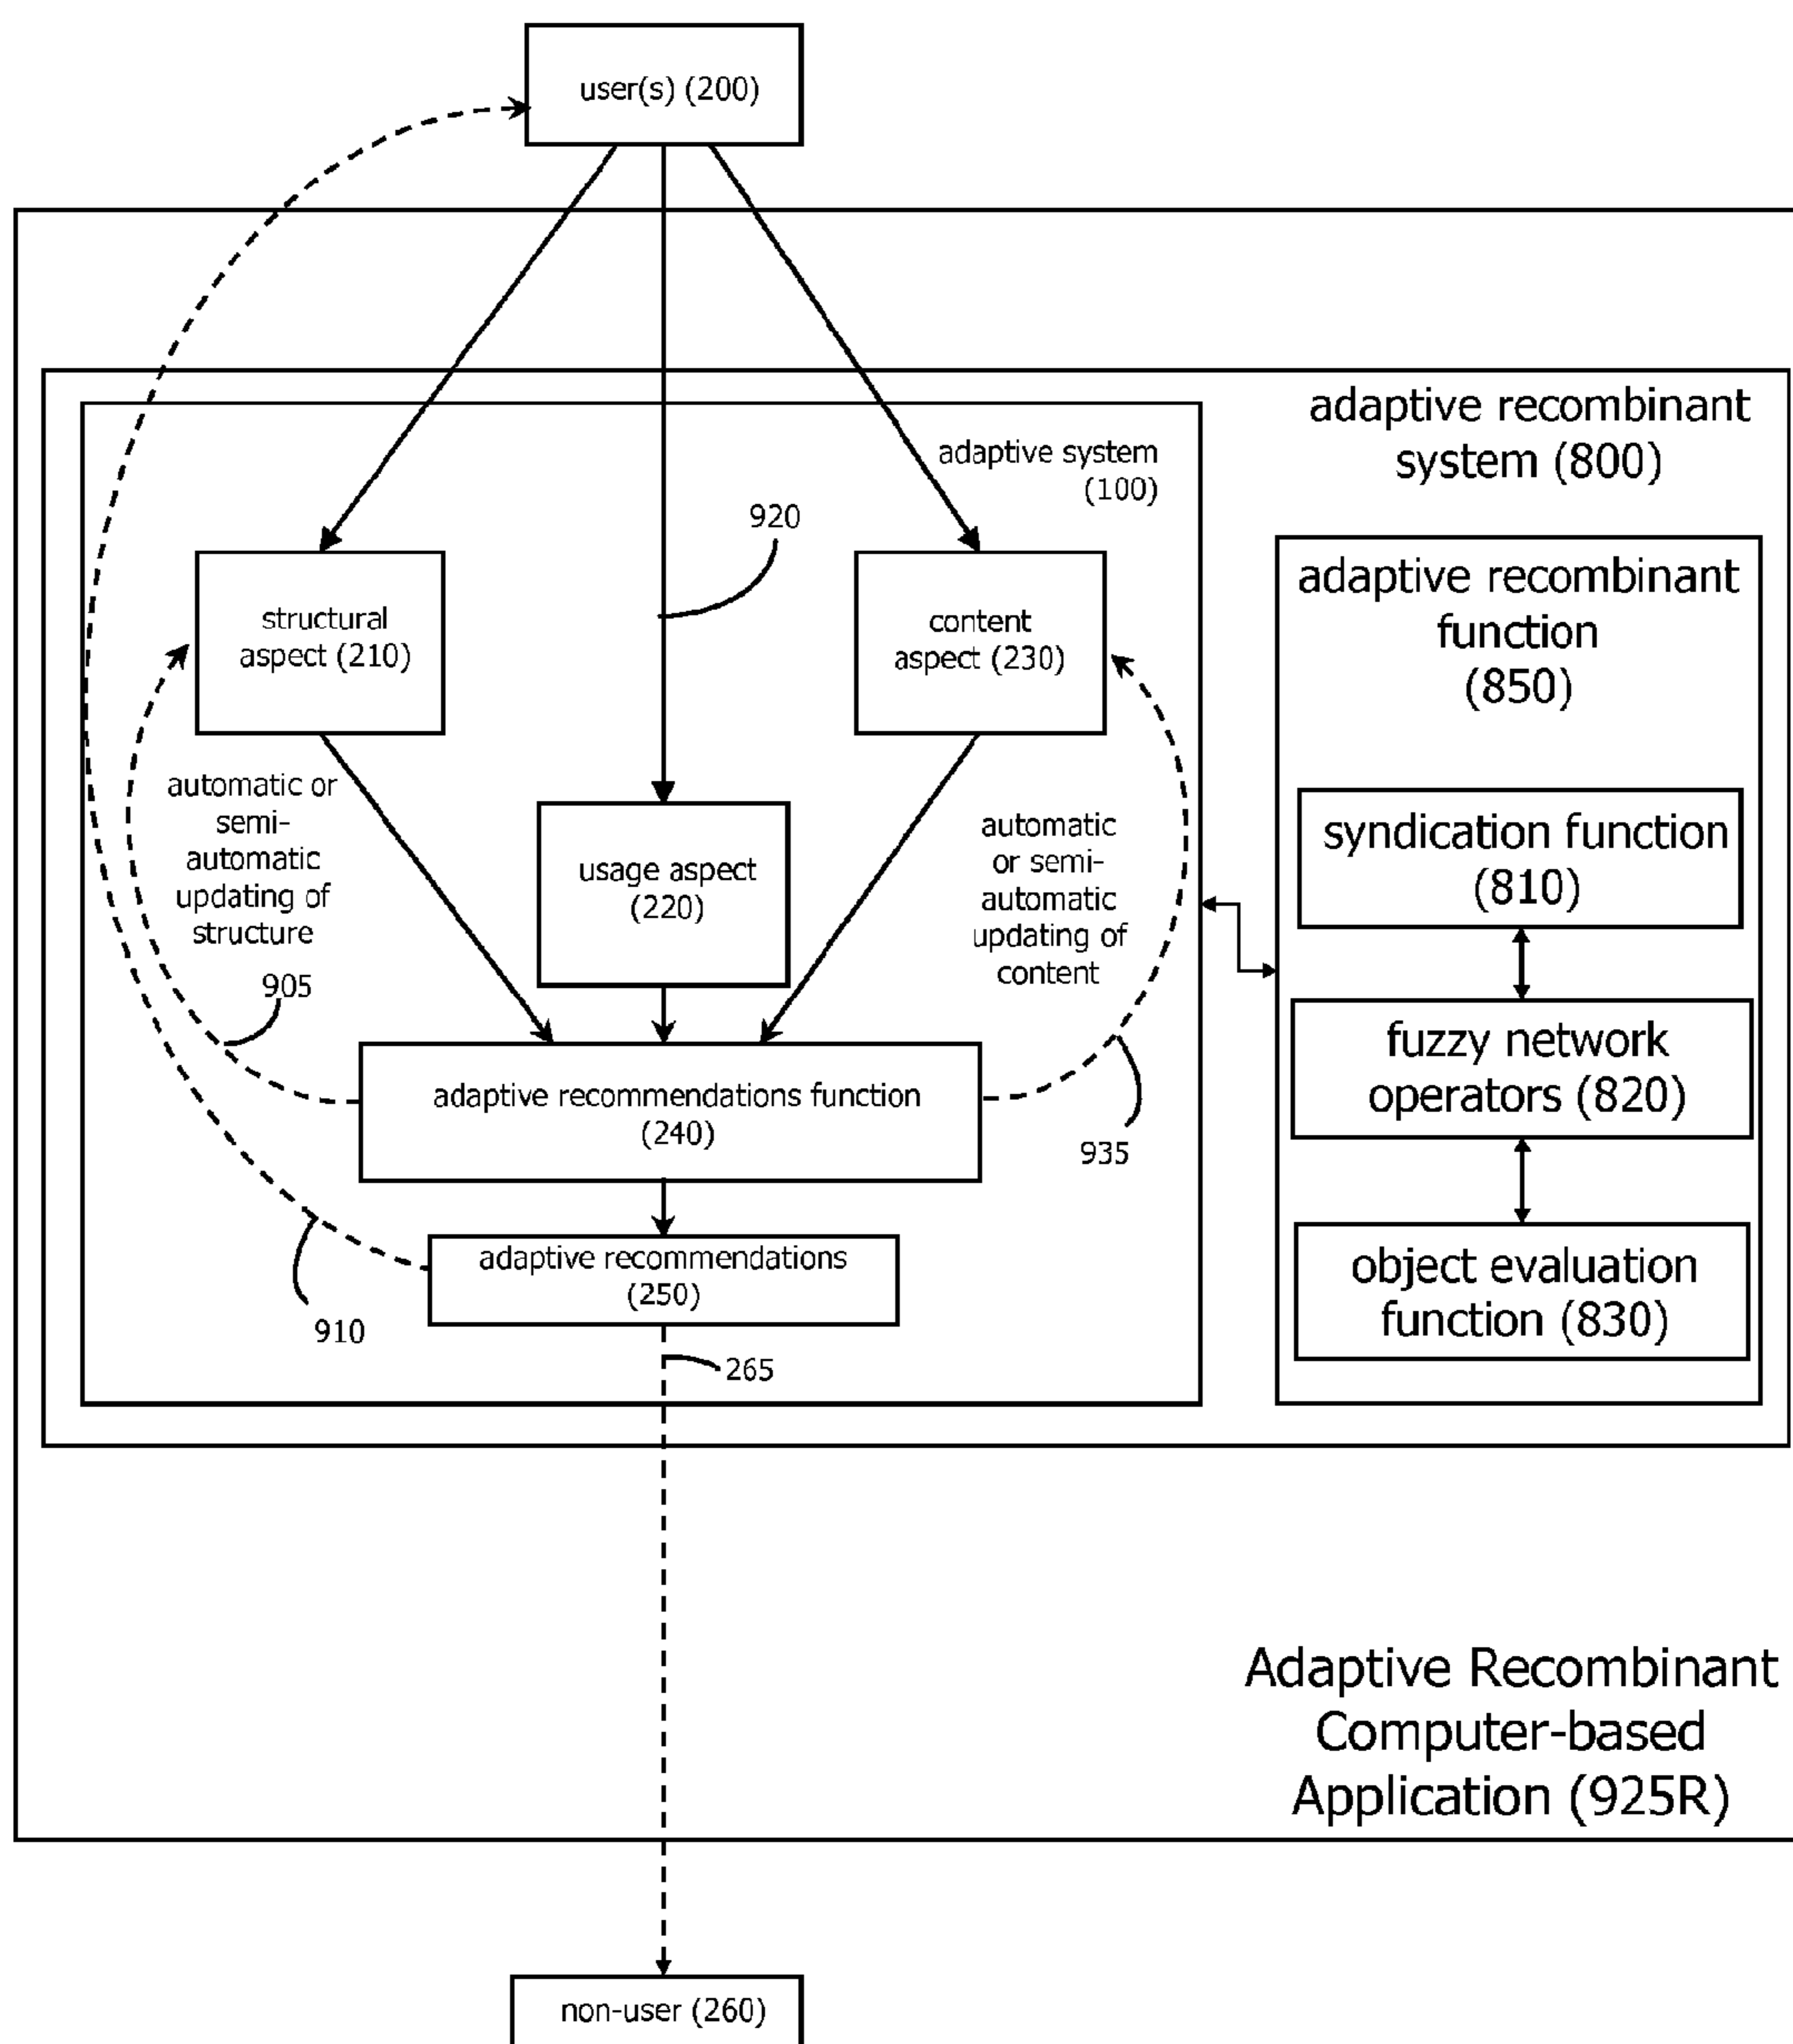 user(s) (200)
adaptive recombinant
system (800)
adaptive system
(100)
920
structural
aspect (210)
content
aspect (230)
adaptive recombinant
function
(850)
automatic or
semi-
automatic
updating of
structure
905
usage aspect
(220)
automatic
or semi-
automatic
updating of
content
syndication function
(810)
fuzzy network
operators (820)
adaptive recommendations function
(240)
935
adaptive recommendations
(250)
object evaluation
function (830)
910
265
Adaptive Recombinant
Computer-based
Application (925R)
non-user (260)